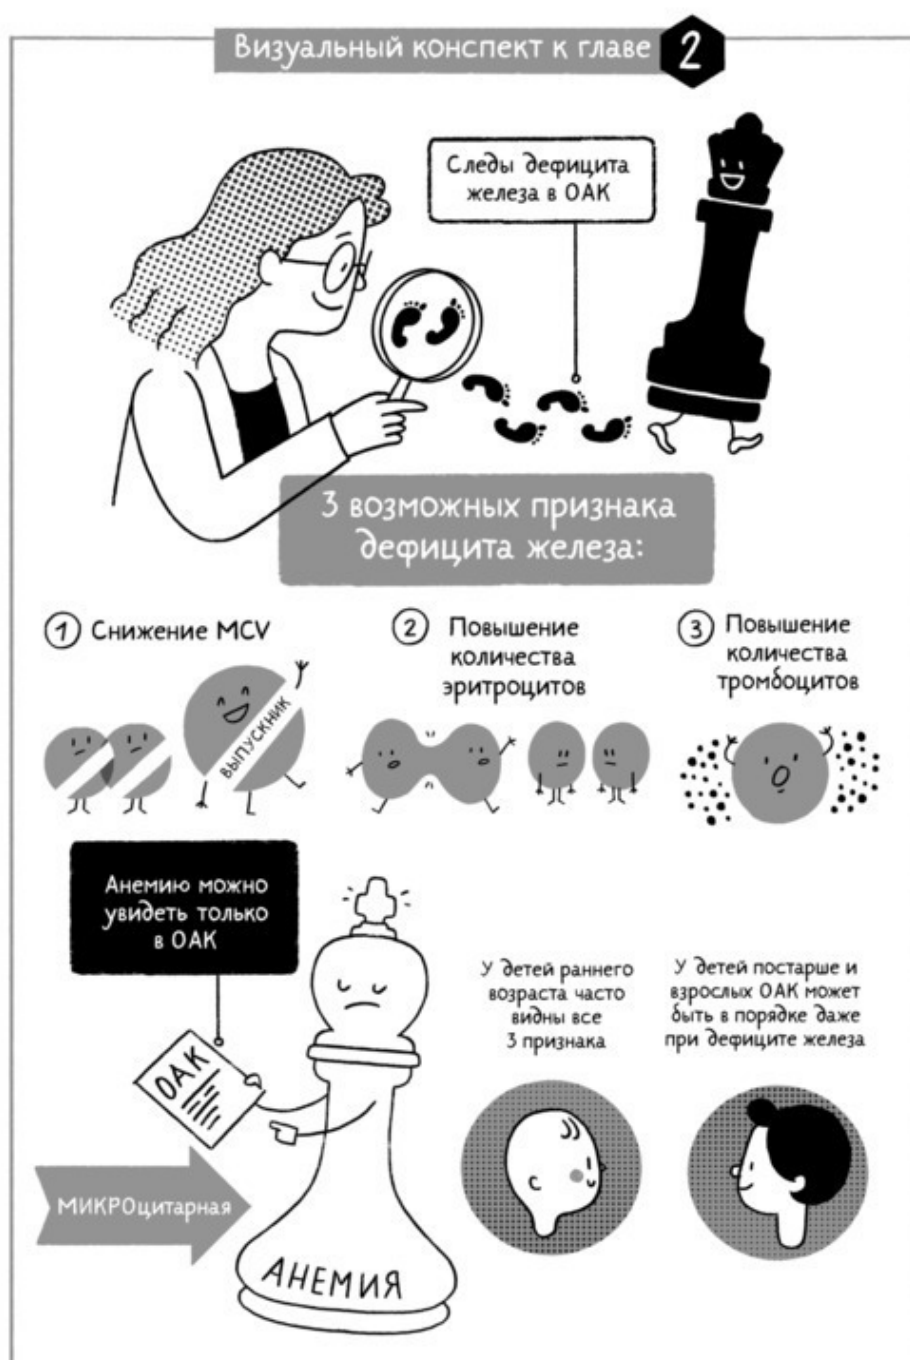 Визуальный конспект к главе 2
Следы дефицита
железа в ОАК
3 возможных признака
дефицита железа:
1 Снижение MCV
ВЫПУСКНИК
2 Повышение
количества
эритроцитов
3 Повышение
количества
тромбоцитов
Анемию можно
увидеть только
в ОАК
ОАК
МИКРОцитарная
АНЕМИЯ
У детей раннего
возраста часто
видны все
3 признака
У детей постарше и
взрослых ОАК может
быть в порядке даже
при дефиците железа